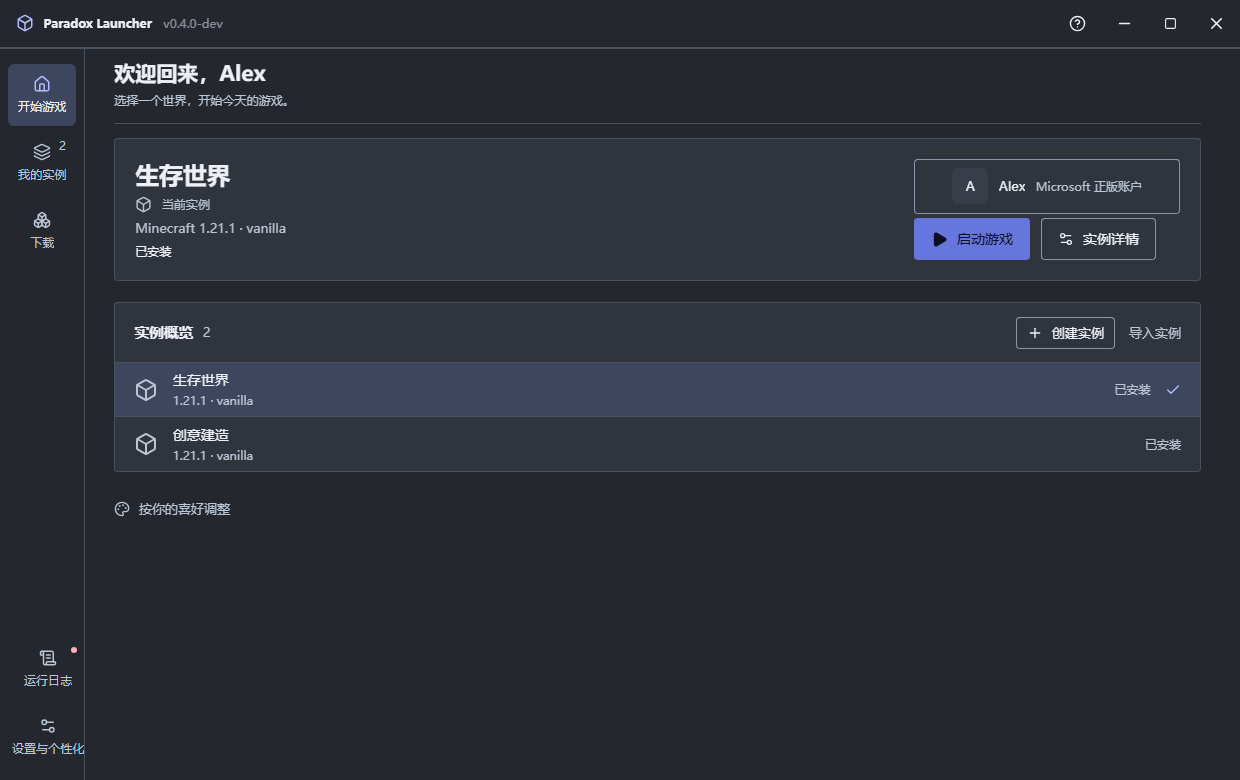 Paradox Launcher v0.4.0-dev
开始游戏
2
我的实例
下载
欢迎回来，Alex
选择一个世界，开始今天的游戏。
生存世界
当前实例
Minecraft 1.21.1 · vanilla
已安装
A Alex Microsoft 正版账户
启动游戏 实例详情
实例概览 2 创建实例 导入实例
生存世界
1.21.1 · vanilla
已安装
创意建造
1.21.1 · vanilla
已安装
按你的喜好调整
运行日志
设置与个性化